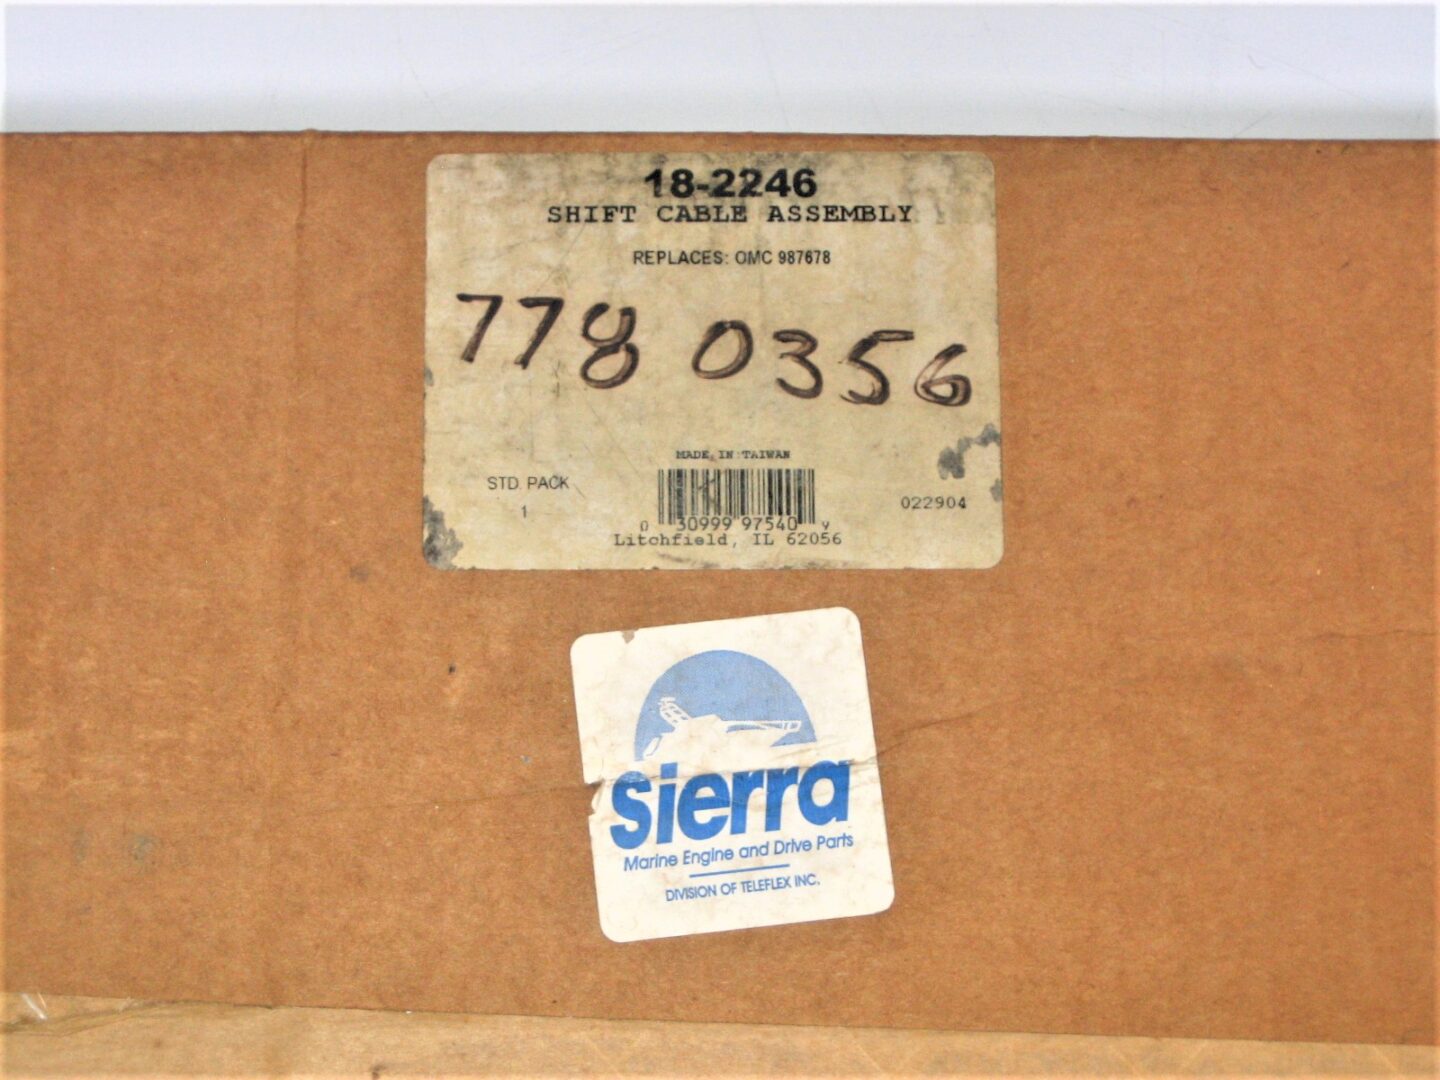 18-2246
SHIFT CABLE ASSEMBLY
REPLACES: OMC 987678
778 0356
MADE IN TAIWAN
STD. PACK
1
022904
0 30999 97540 9
Litchfield, IL 62056
Sierra
Marine Engine and Drive Parts
DIVISION OF TELEFLEX INC.